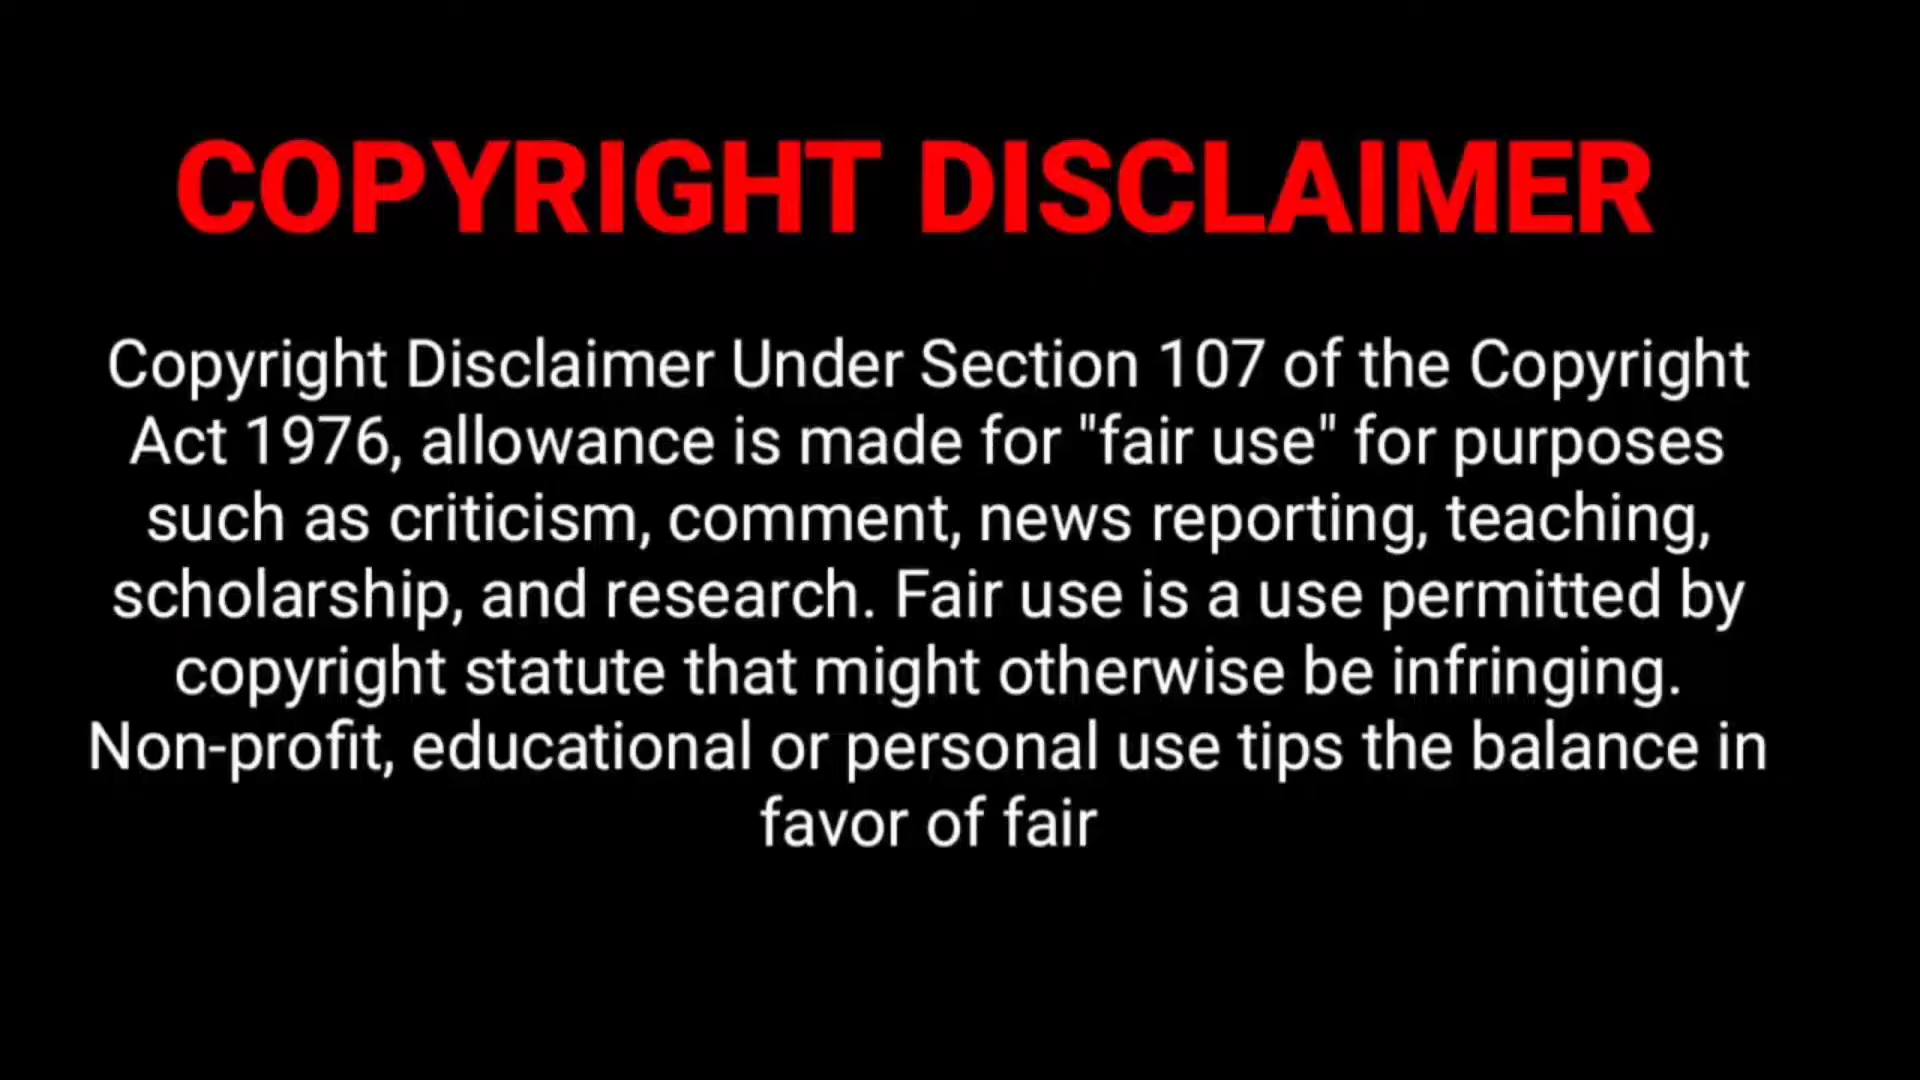 COPYRIGHT DISCLAIMER
Copyright Disclaimer Under Section 107 of the Copyright
Act 1976, allowance is made for "fair use" for purposes
such as criticism, comment, news reporting, teaching,
scholarship, and research. Fair use is a use permitted by
copyright statute that might otherwise be infringing.
Non-profit, educational or personal use tips the balance in
favor of fair